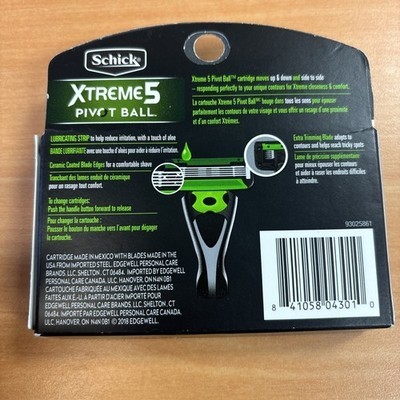 Schick
XTREME 5
PIVOT BALL
LUBRICATING STRIP to help reduce irritation, with a touch of aloe
BANDE LUBRIFIANTE avec une touche d'aloès pour aider à réduire l'irritation.
Ceramic Coated Blade Edges for a comfortable shave
Tranchant des lames enduit de céramique
pour un rasage tout confort.
To change cartridges:
Push the handle button forward to release
Pour changer la cartouche :
Pousser le bouton du manche vers l'avant pour dégager
la cartouche.
CARTRIDGE MADE IN MEXICO WITH BLADES MADE IN THE
USA FROM IMPORTED STEEL. EDGEWELL PERSONAL CARE
BRANDS, LLC, SHELTON, CT 06484. IMPORTED BY EDGEWELL
PERSONAL CARE CANADA, ULC, HANOVER, ON N4N 0B1
CARTOUCHE FABRIQUÉE AU MEXIQUE AVEC DES LAMES
FAITES AUX É.-U. À PARTIR D'ACIER IMPORTÉ POUR
EDGEWELL PERSONAL CARE BRANDS, LLC, SHELTON, CT
06484. IMPORTÉ PAR EDGEWELL PERSONAL CARE CANADA,
ULC, HANOVER, ON N4N 0B1 © 2018 EDGEWELL.
Xtreme 5 Pivot Ball™ cartridge moves up & down and side to side
– responding perfectly to your unique contours for Xtreme closeness & comfort.
La cartouche Xtreme 5 Pivot Ball™ bouge dans tous les sens pour épouser
parfaitement les contours de votre visage et vous offrir un rasage d'une précision
et d'un confort Xtrêmes.
Extra Trimming Blade adapts to
contours and helps reach tricky spots
Lame de précision supplémentaire
pour mieux épouser les contours
et aider à raser les endroits difficiles
à atteindre.
93025861
8 41058 04301 0